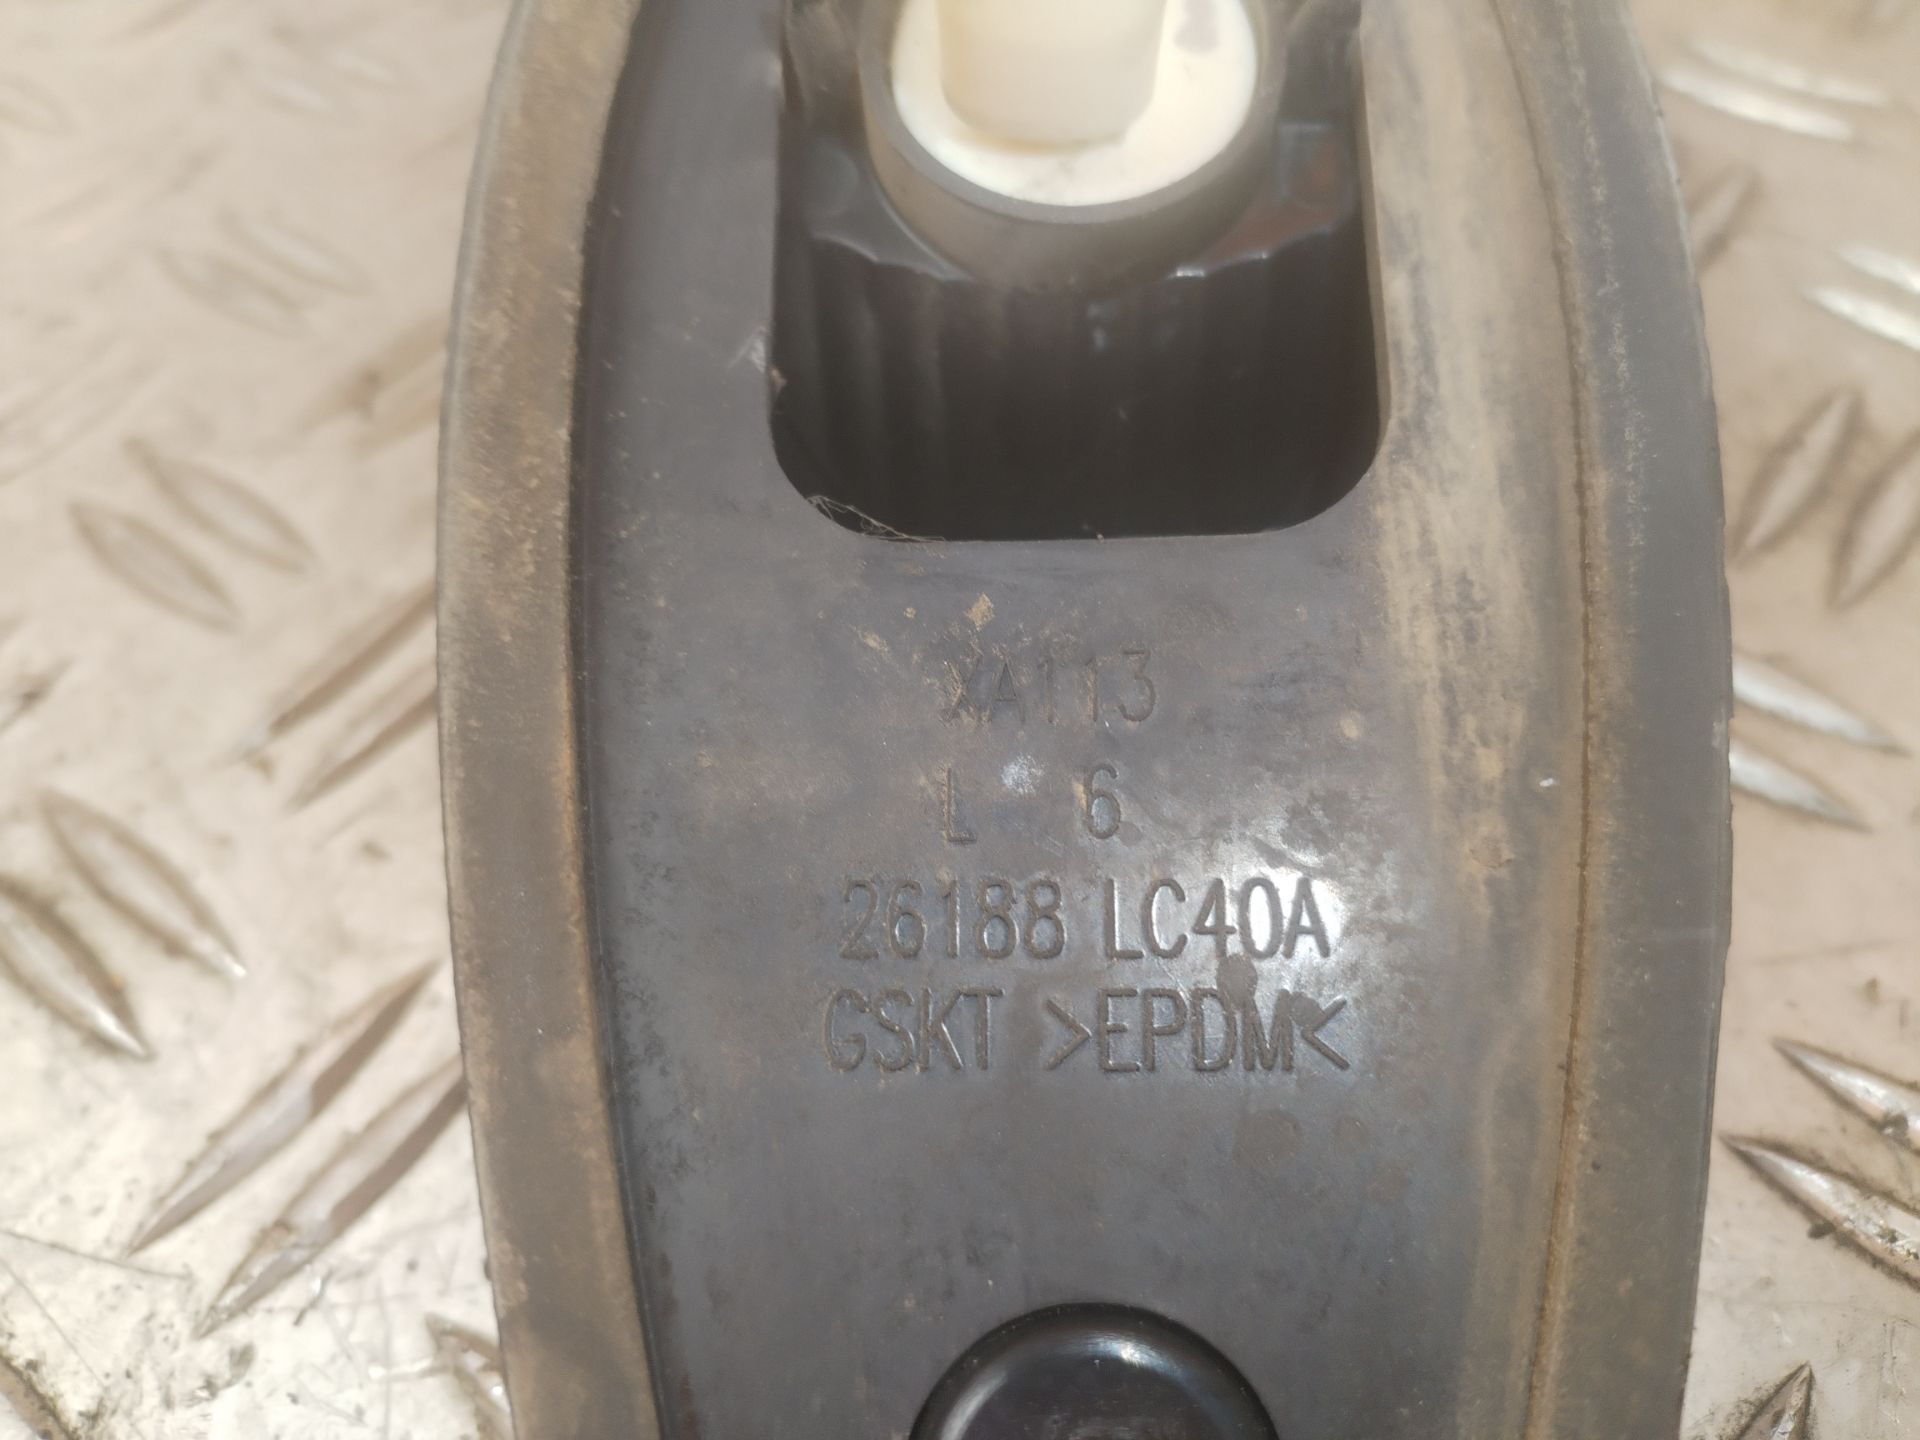 XA113
L 6
26188 LC40A
GSKT >EPDM<